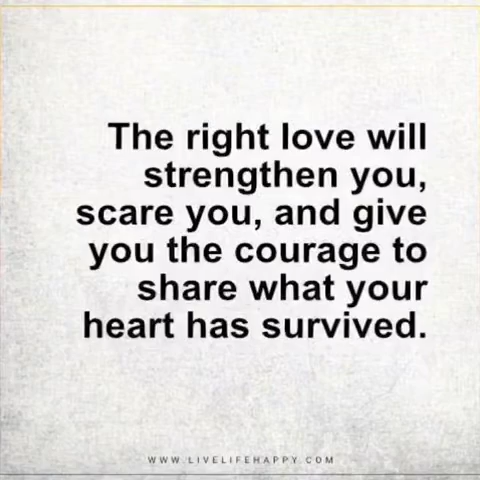 The right love will
strengthen you,
scare you, and give
you the courage to
share what your
heart has survived.
WWW.LIVELIFEHAPPY.COM